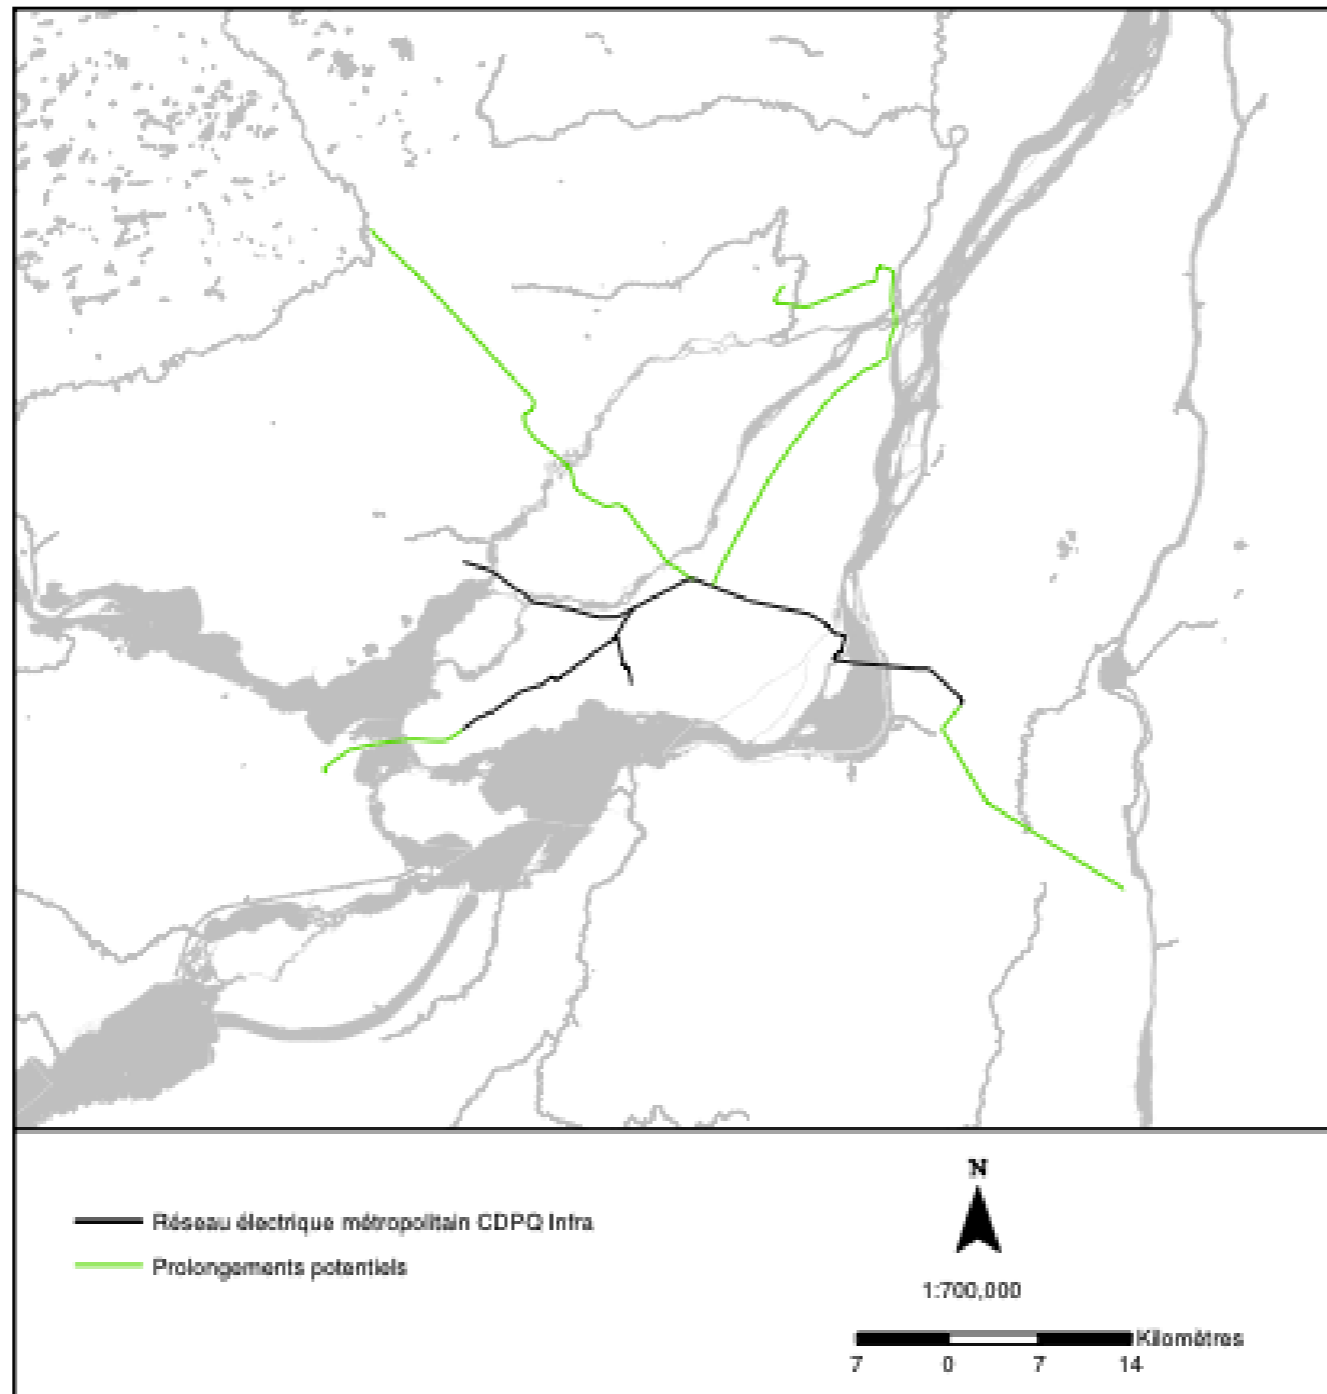 Réseau électrique métropolitain CDPQ Infra
Prolongements potentiels
N
1:700,000
Kilomètres
7 0 7 14